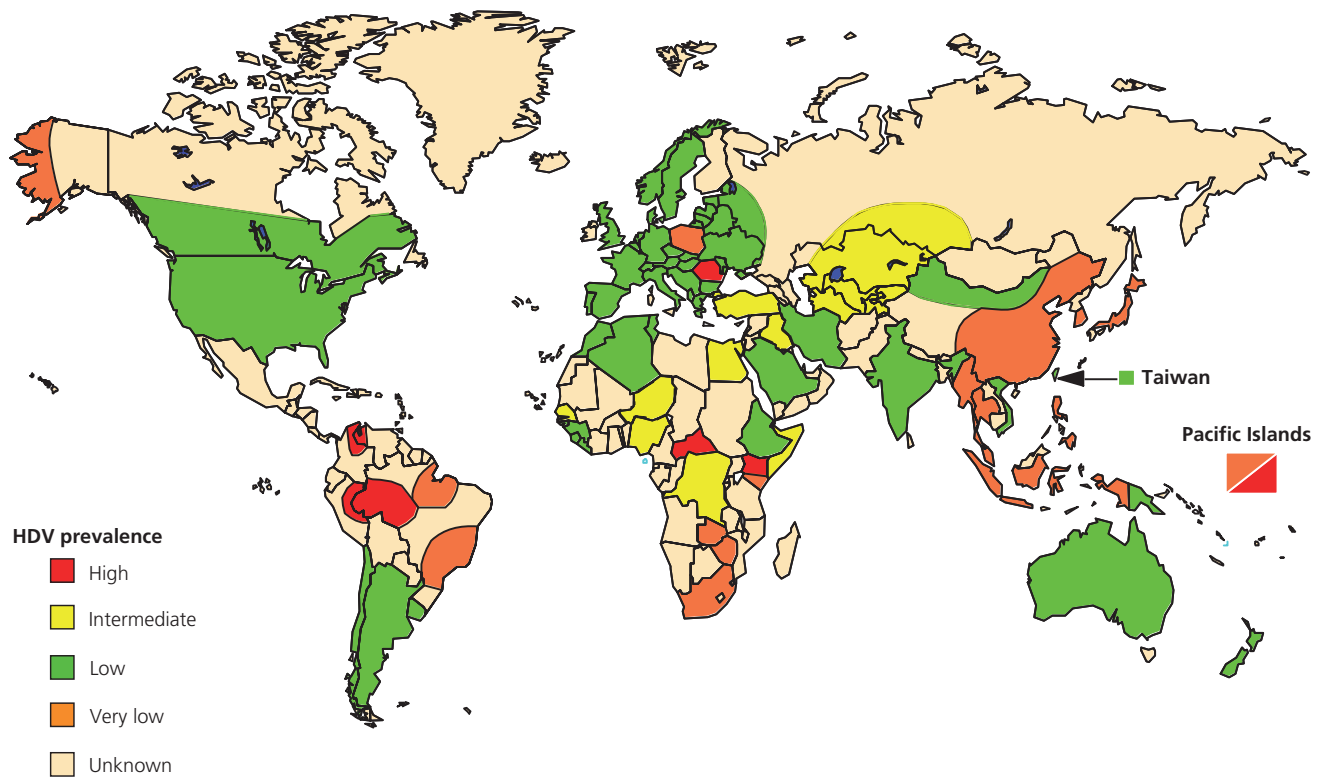 Taiwan
Pacific Islands
HDV prevalence
High
Intermediate
Low
Very low
Unknown